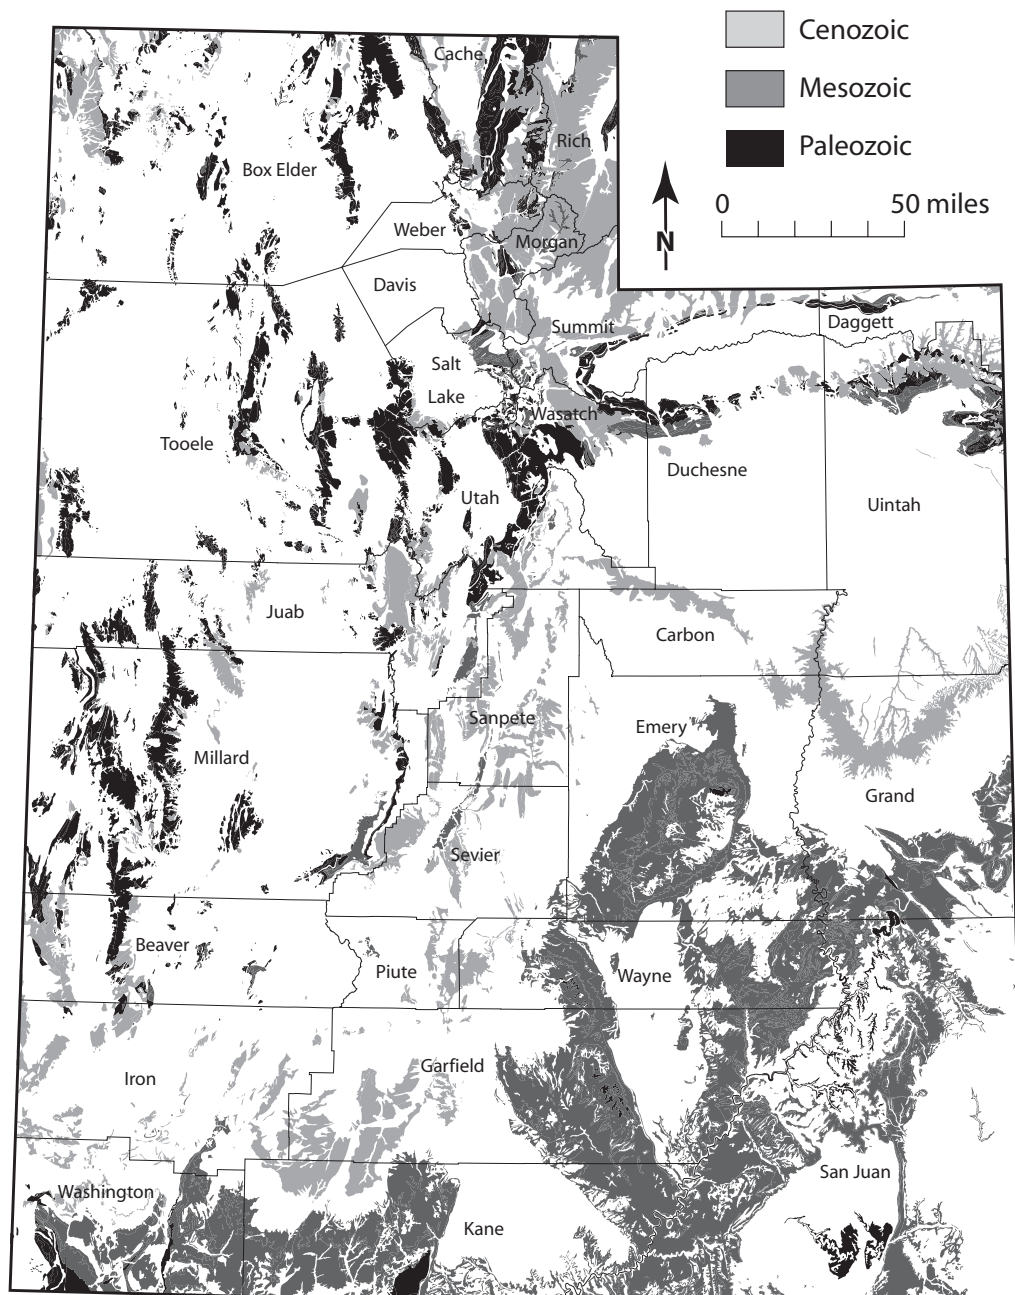 Cenozoic
Mesozoic
Paleozoic
0 50 miles
N
Cache
Rich
Box Elder
Weber
Morgan
Davis
Summit
Daggett
Salt
Lake
Wasatch
Tooele
Duchesne
Utah
Uintah
Juab
Carbon
Sanpete
Emery
Millard
Grand
Sevier
Beaver
Piute
Wayne
Garfield
Iron
San Juan
Washington
Kane